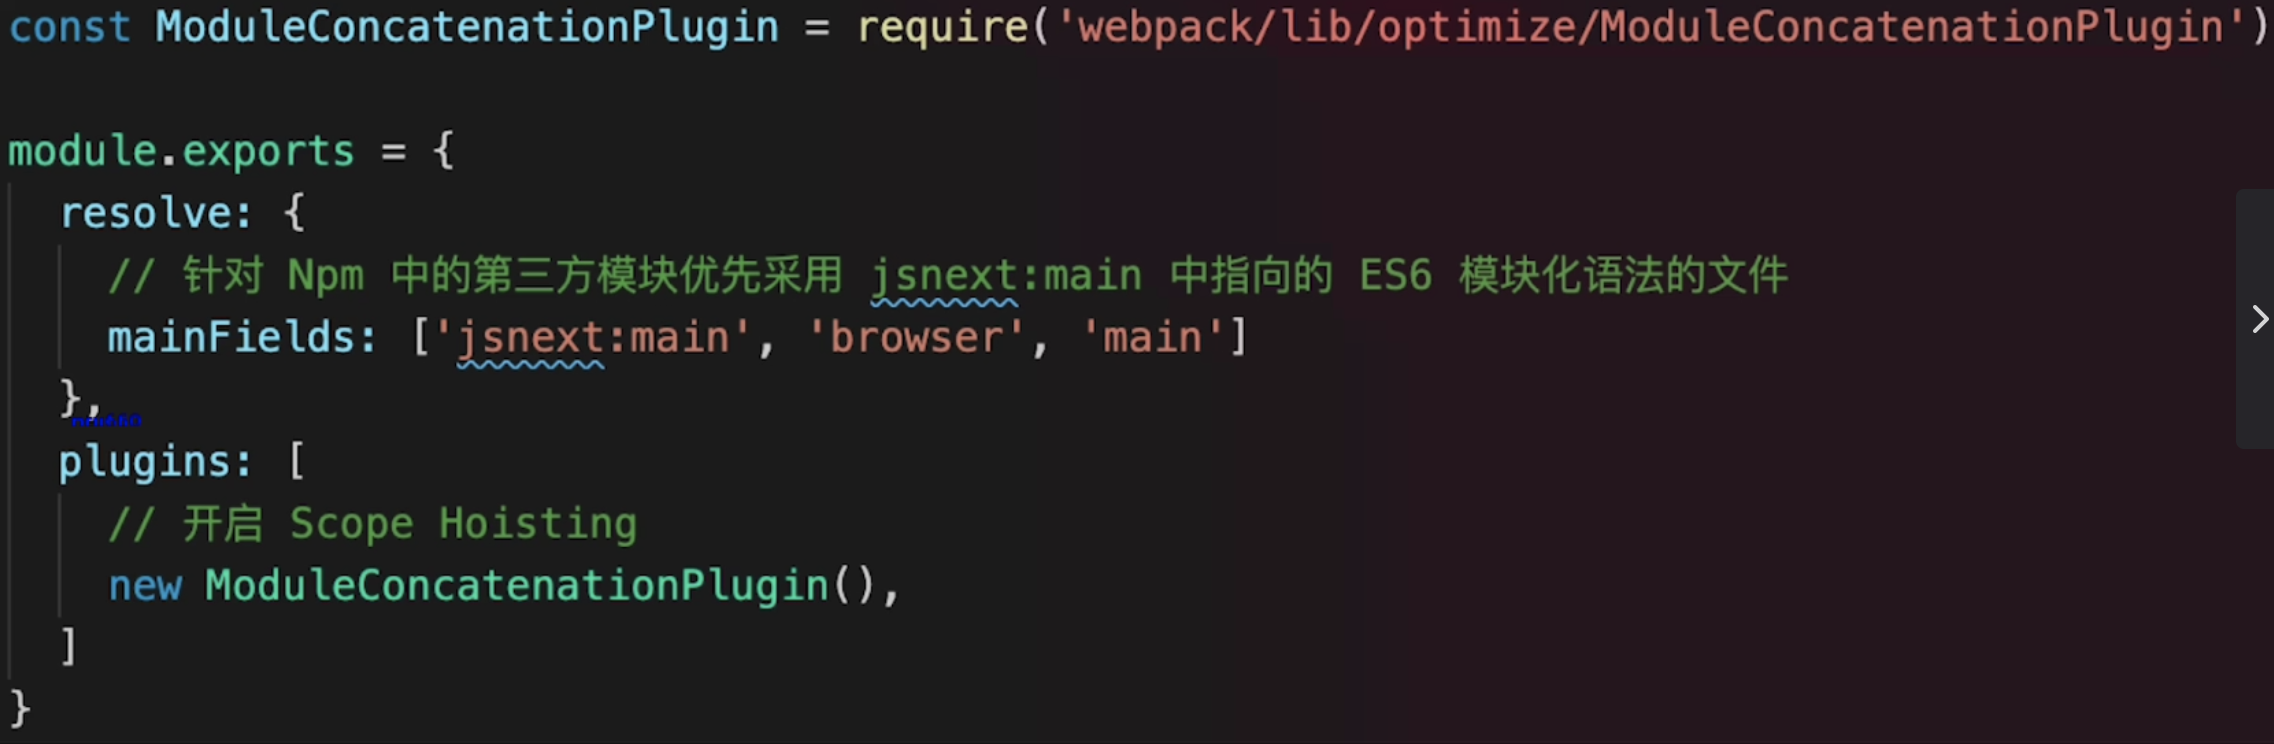 const ModuleConcatenationPlugin = require('webpack/lib/optimize/ModuleConcatenationPlugin')
module.exports = {
resolve: {
// 针对 Npm 中的第三方模块优先采用 jsnext:main 中指向的 ES6 模块化语法的文件
mainFields: ['jsnext:main', 'browser', 'main']
},
plugins: [
// 开启 Scope Hoisting
new ModuleConcatenationPlugin(),
]
}